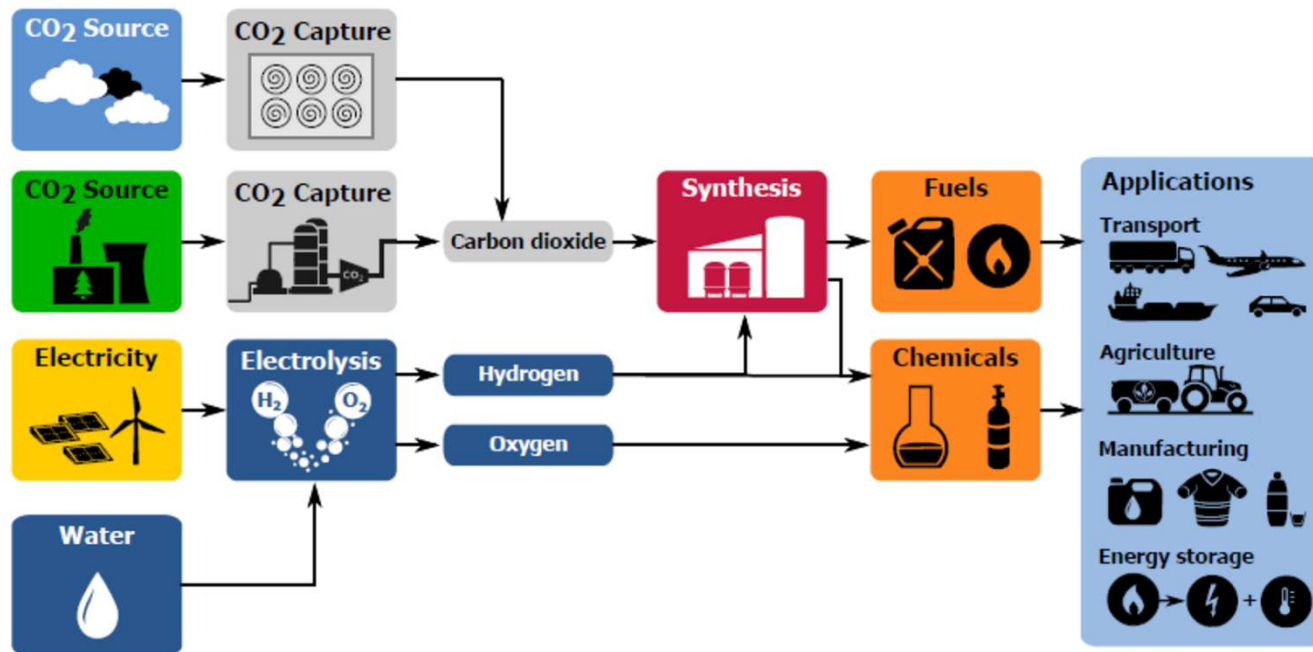 CO2 Source
CO2 Capture
CO2 Source
CO2 Capture
CO2
Carbon dioxide
Synthesis
Fuels
Electricity
Electrolysis
H2
O2
Hydrogen
Oxygen
Chemicals
Water
Applications
Transport
Agriculture
Manufacturing
Energy storage
+